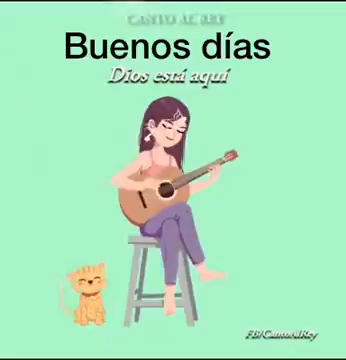 CANTO AL REY
Buenos días
Dios está aquí
FB/CantoAlRey